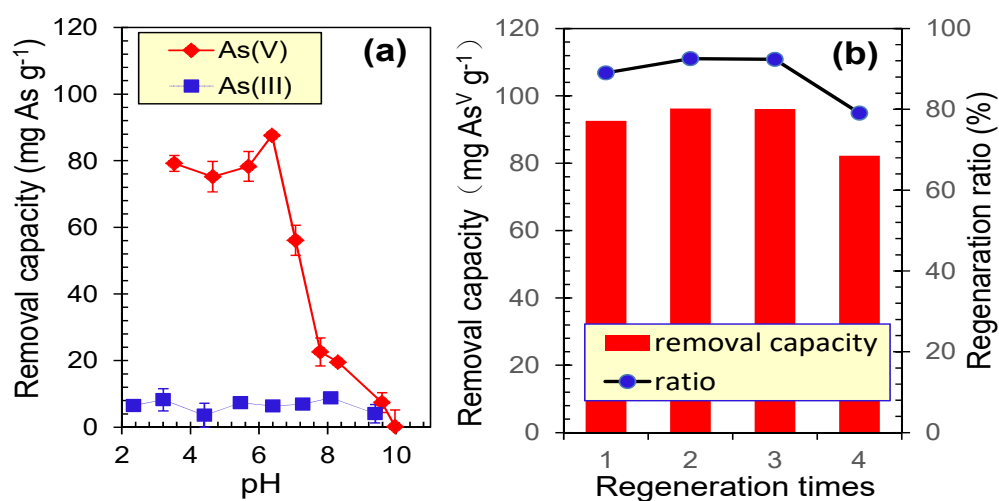 Removal capacity (mg As g-1)
120
100
80
60
40
20
0
As(V)
As(III)
(a)
2
4
6
8
10
pH
Removal capacity（mg AsV g-1）
120
100
80
60
40
20
0
(b)
removal capacity
ratio
1
2
3
4
Regeneration times
100
80
60
40
20
0
Regenaration ratio (%)